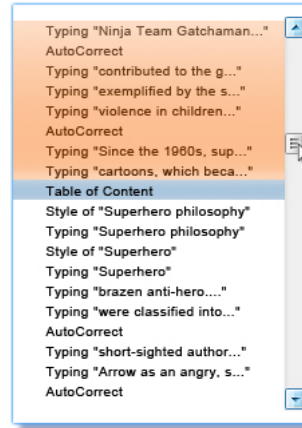 Typing "Ninja Team Gatchaman..."
AutoCorrect
Typing "contributed to the g..."
Typing "exemplified by the s..."
Typing "violence in children..."
AutoCorrect
Typing "Since the 1960s, sup..."
Typing "cartoons, which beca..."
Table of Content
Style of "Superhero philosophy"
Typing "Superhero philosophy"
Style of "Superhero"
Typing "Superhero"
Typing "brazen anti-hero...."
Typing "were classified into..."
AutoCorrect
Typing "short-sighted author..."
Typing "Arrow as an angry, s..."
AutoCorrect